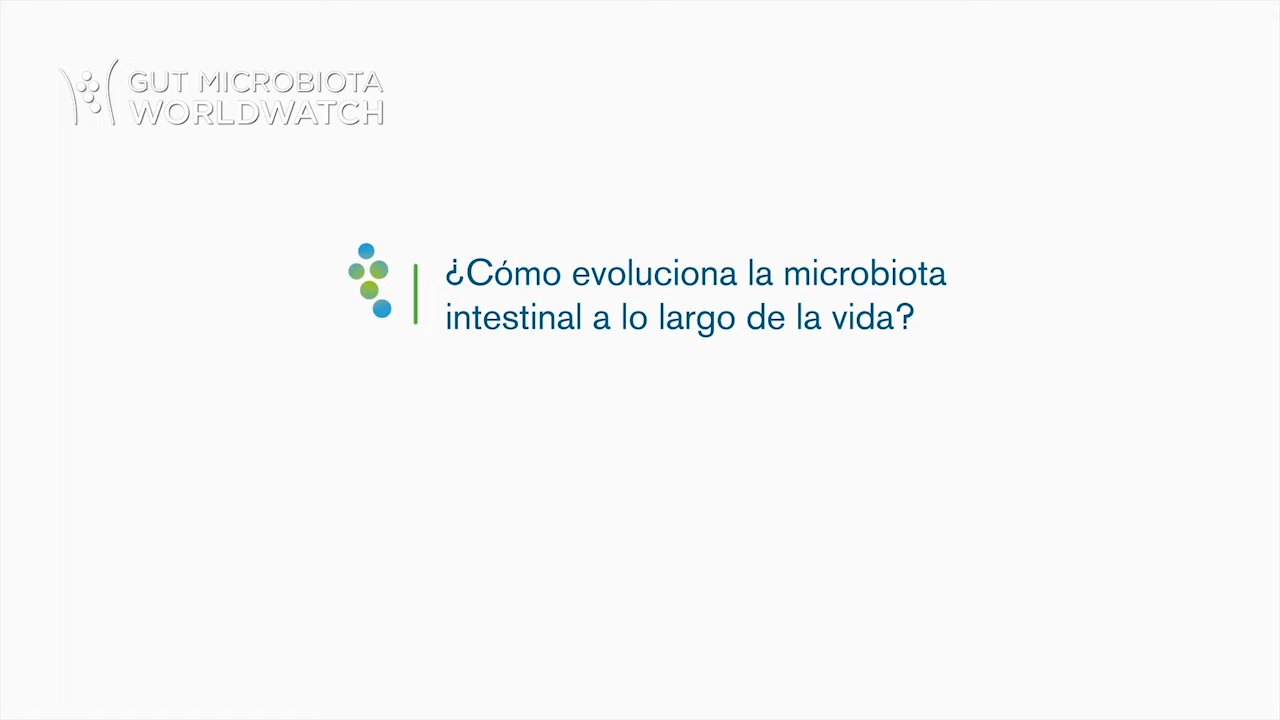 GUT MICROBIOTA
WORLDWATCH
¿Cómo evoluciona la microbiota
intestinal a lo largo de la vida?